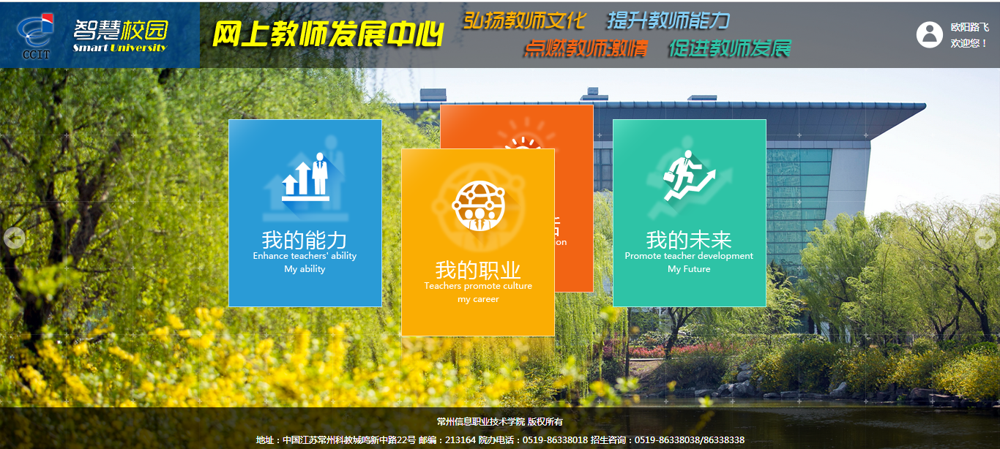 CCIT
智慧校园
Smart University
网上教师发展中心
弘扬教师文化 提升教师能力
点燃教师激情 促进教师发展
欧阳路飞
欢迎您！
我的能力
Enhance teachers' ability
My ability
活
ion
我的职业
Teachers promote culture
my career
我的未来
Promote teacher development
My Future
常州信息职业技术学院 版权所有
地址：中国江苏常州科教城鸣新中路22号 邮编：213164 院办电话：0519-86338018 招生咨询：0519-86338038/86338338